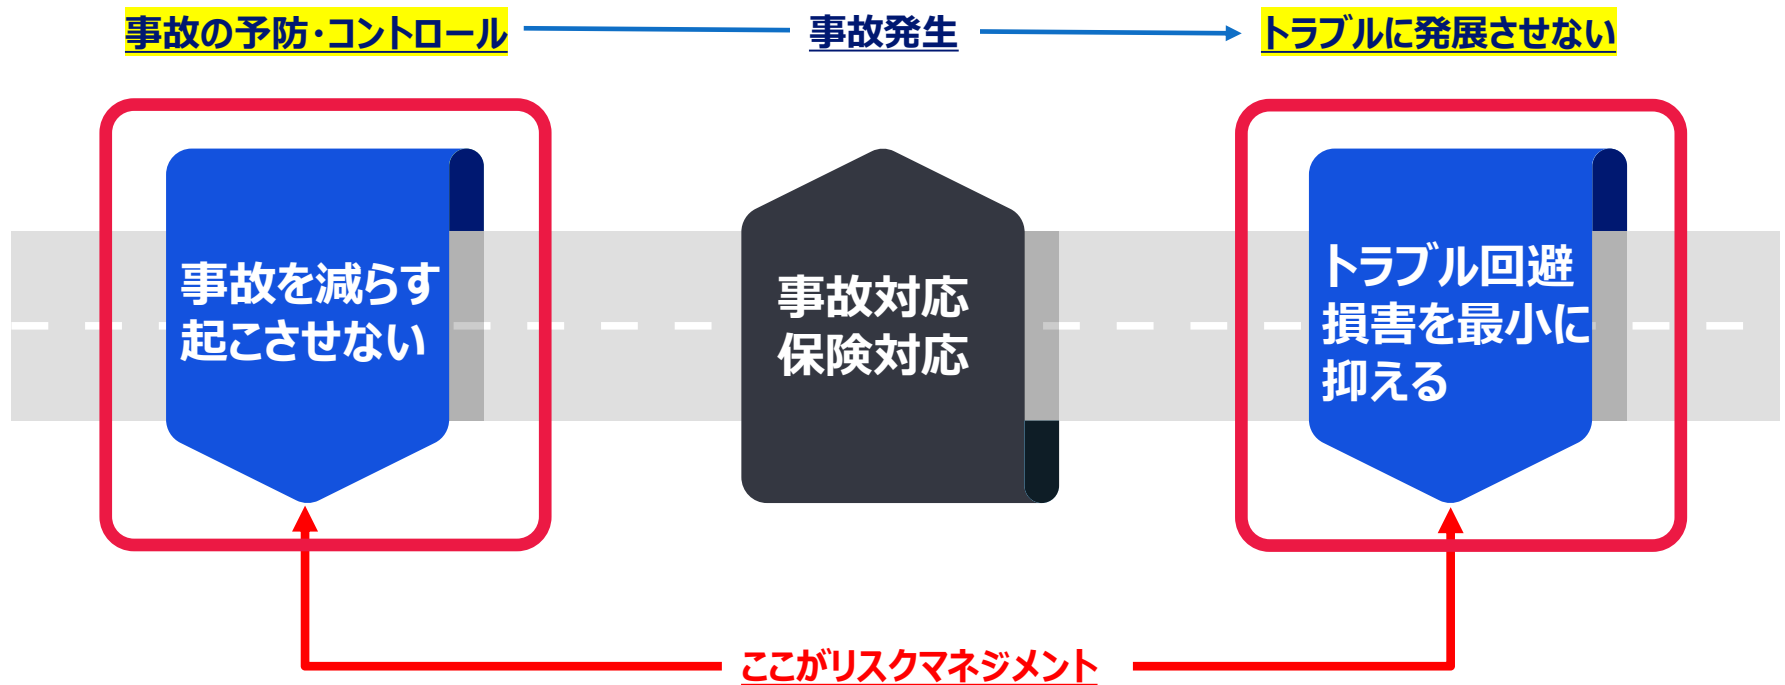 事故の予防・コントロール
事故発生
トラブルに発展させない
事故を減らす
起こさせない
事故対応
保険対応
トラブル回避
損害を最小に
抑える
ここがリスクマネジメント